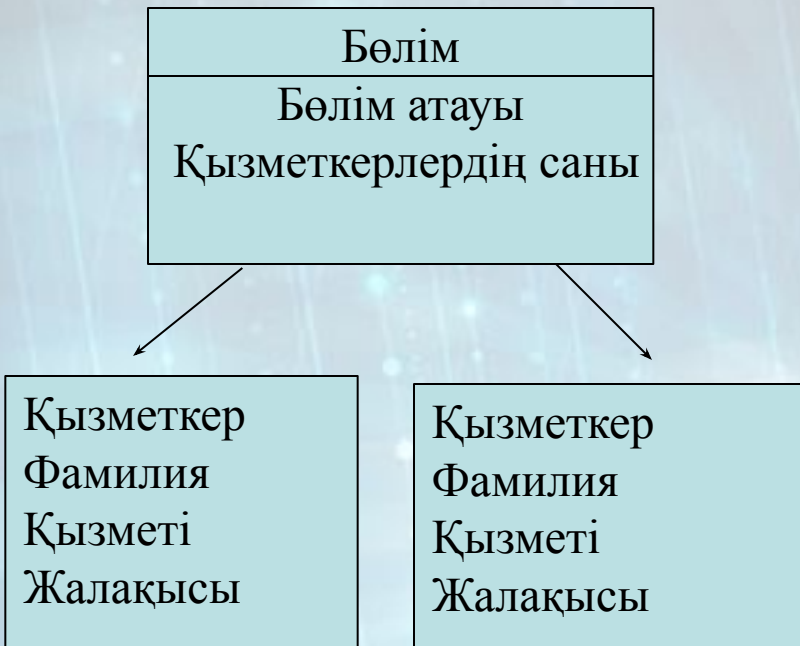 Бөлім
Бөлім атауы
Қызметкерлердің саны
Қызметкер
Фамилия
Қызметі
Жалақысы
Қызметкер
Фамилия
Қызметі
Жалақысы